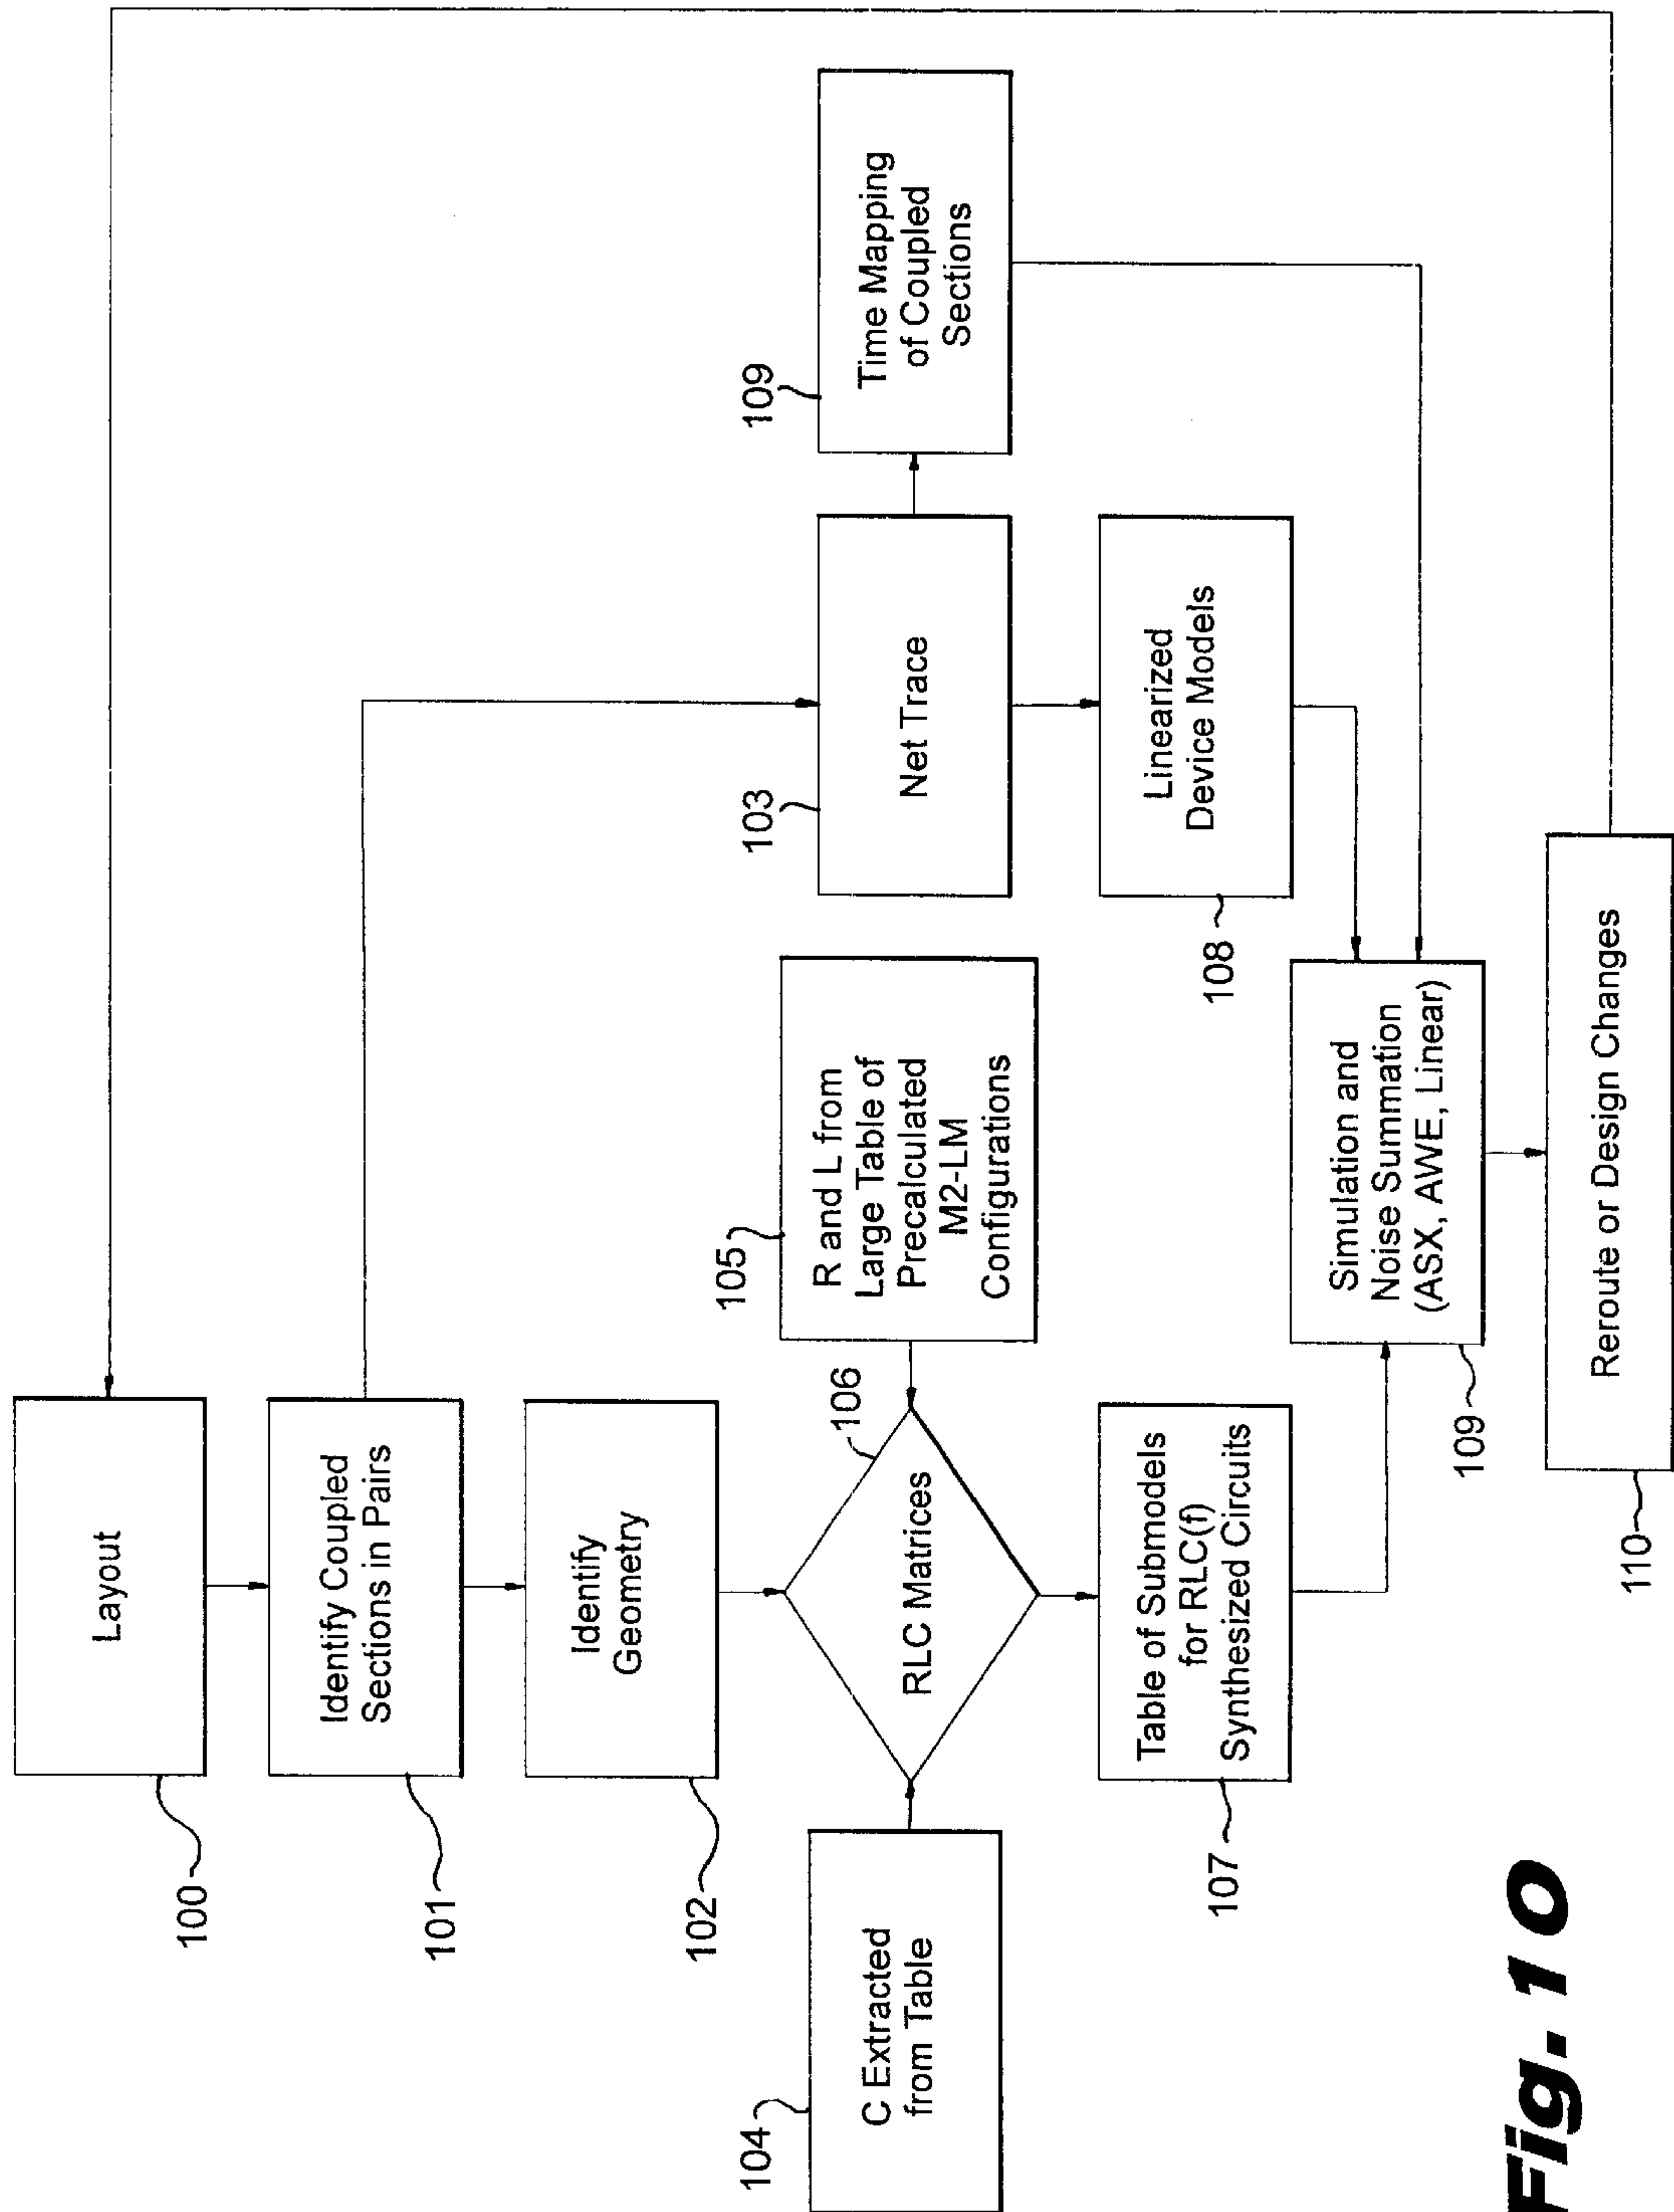 Layout
100
Identify Coupled
Sections in Pairs
101
Identify
Geometry
102
C Extracted
from Table
104
RLC Matrices
106
R and L from
Large Table of
Precalculated
M2-LM
Configurations
105
Net Trace
103
Time Mapping
of Coupled
Sections
109
Table of Submodels
for RLC(f)
Synthesized Circuits
107
Linearized
Device Models
108
Simulation and
Noise Summation
(ASX, AWE, Linear)
109
Reroute or Design Changes
110
Fig. 10